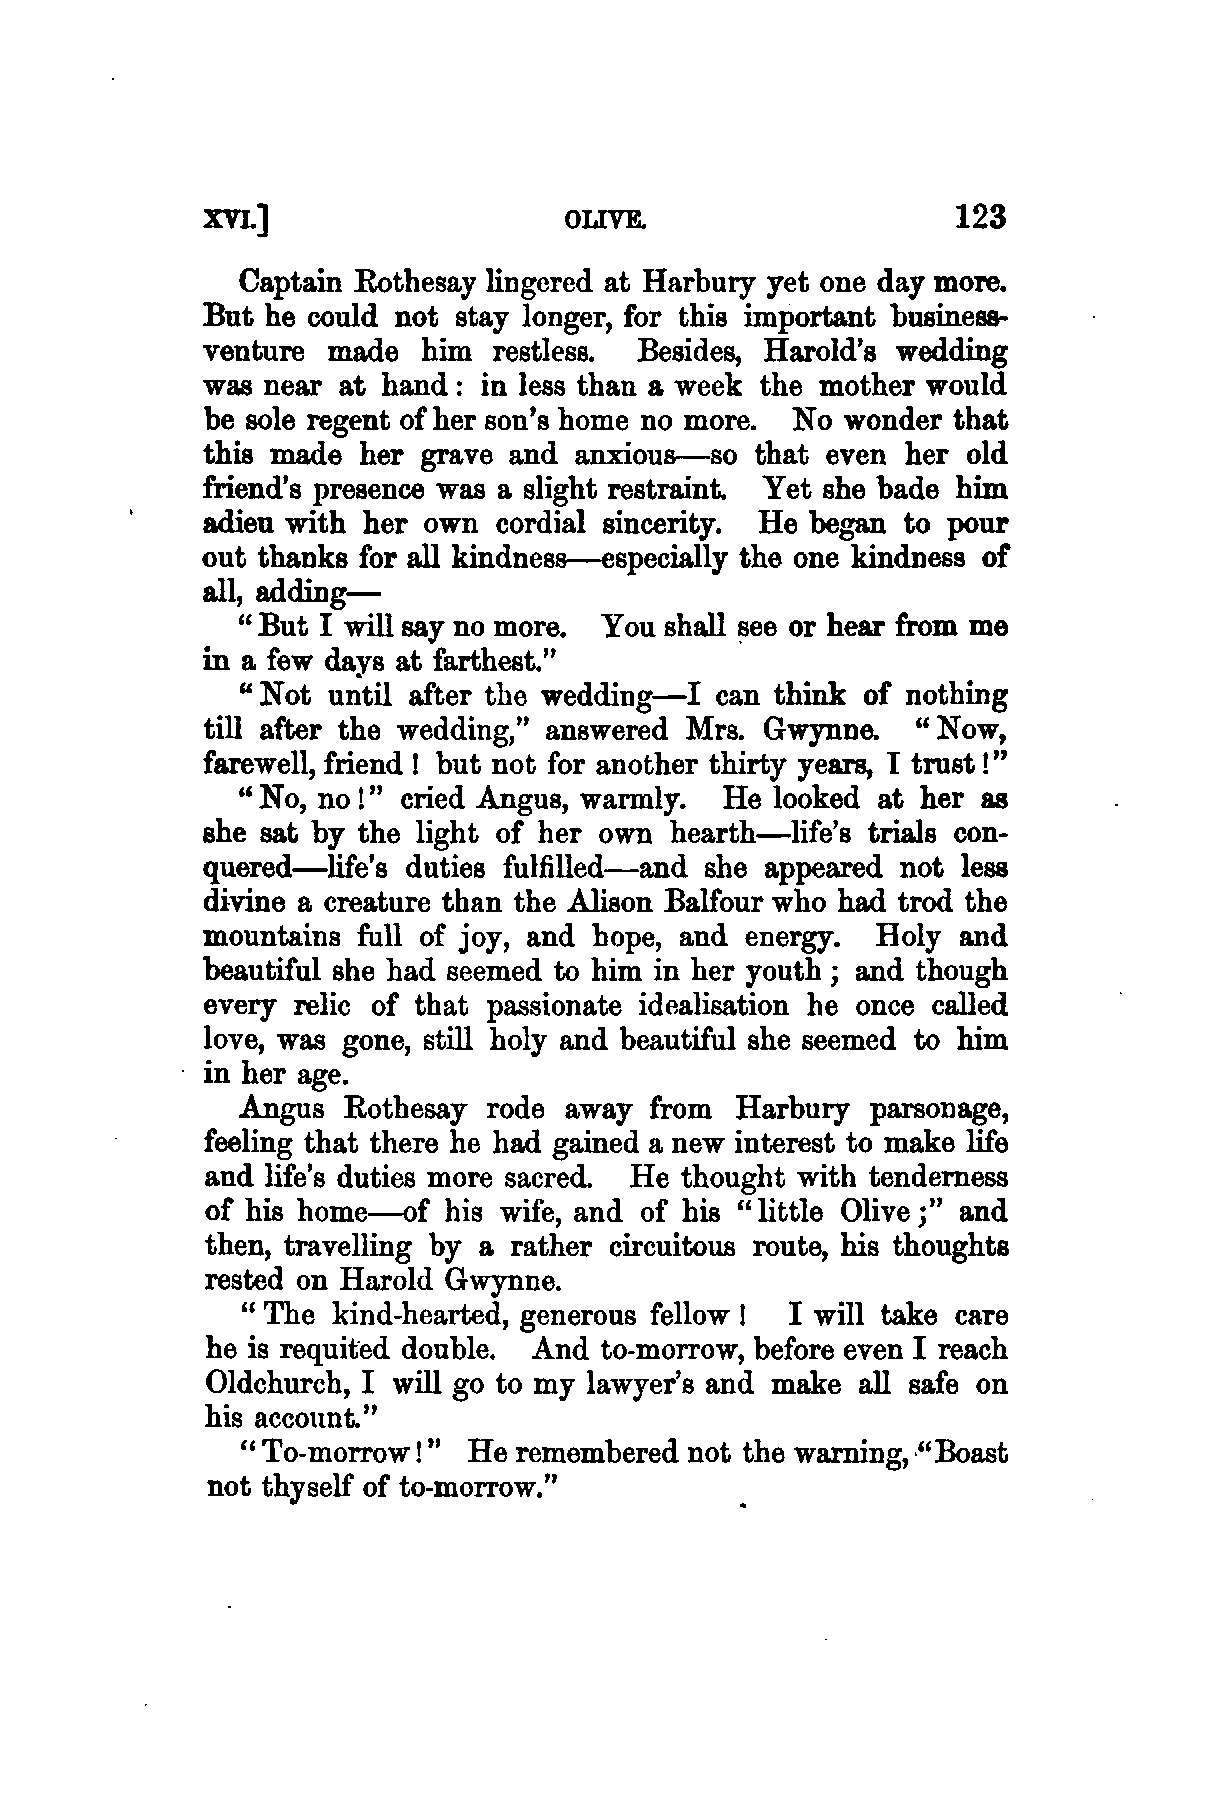 XVI.] OLIVE. 123
Captain Rothesay lingered at Harbury yet one day more.
But he could not stay longer, for this important business-
venture made him restless. Besides, Harold's wedding
was near at hand: in less than a week the mother would
be sole regent of her son's home no more. No wonder that
this made her grave and anxious—so that even her old
friend's presence was a slight restraint. Yet she bade him
adieu with her own cordial sincerity. He began to pour
out thanks for all kindness—especially the one kindness of
all, adding—
"But I will say no more. You shall see or hear from me
in a few days at farthest."
"Not until after the wedding—I can think of nothing
till after the wedding," answered Mrs. Gwynne. "Now,
farewell, friend! but not for another thirty years, I trust!"
"No, no!" cried Angus, warmly. He looked at her as
she sat by the light of her own hearth—life's trials con-
quered—life's duties fulfilled—and she appeared not less
divine a creature than the Alison Balfour who had trod the
mountains full of joy, and hope, and energy. Holy and
beautiful she had seemed to him in her youth; and though
every relic of that passionate idealisation he once called
love, was gone, still holy and beautiful she seemed to him
in her age.
Angus Rothesay rode away from Harbury parsonage,
feeling that there he had gained a new interest to make life
and life's duties more sacred. He thought with tenderness
of his home—of his wife, and of his "little Olive;" and
then, travelling by a rather circuitous route, his thoughts
rested on Harold Gwynne.
"The kind-hearted, generous fellow! I will take care
he is requited double. And to-morrow, before even I reach
Oldchurch, I will go to my lawyer's and make all safe on
his account."
"To-morrow!" He remembered not the warning, "Boast
not thyself of to-morrow."